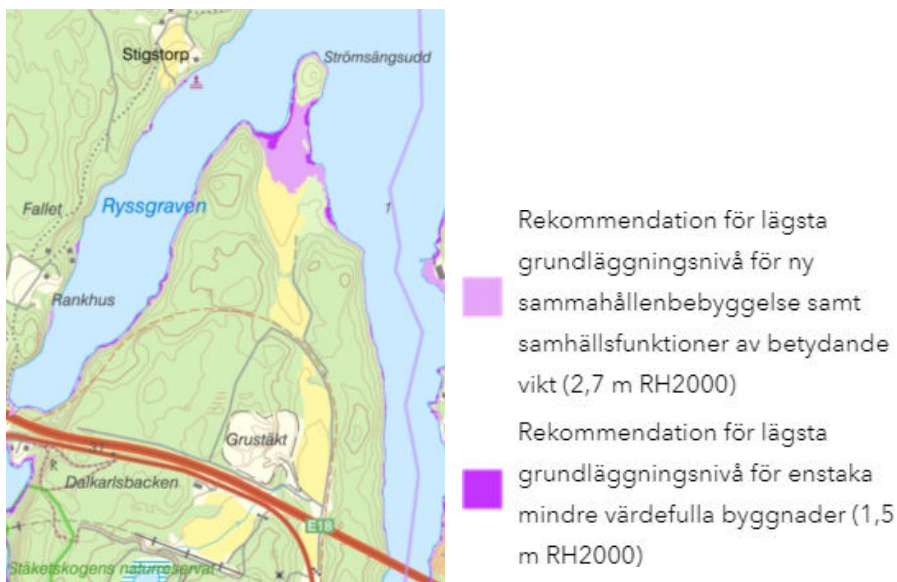 Stigstorp
Strömsängsudd
Fallet
Ryssgraven
1
Rankhus
Grustäkt
R
Dalkarlsbacken
E18
Stäketskogens naturreservat
Rekommendation för lägsta
grundläggningsnivå för ny
sammahållenbebyggelse samt
samhällsfunktioner av betydande
vikt (2,7 m RH2000)
Rekommendation för lägsta
grundläggningsnivå för enstaka
mindre värdefulla byggnader (1,5
m RH2000)